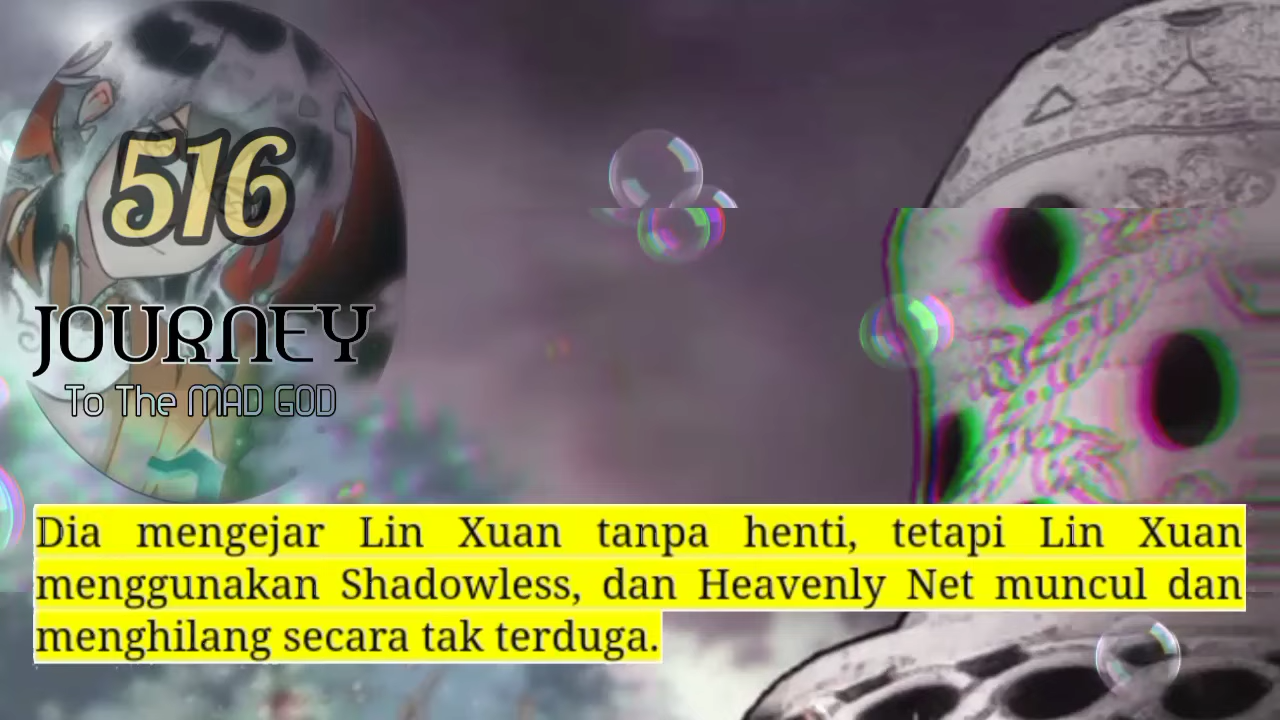 516
JOURNEY
To The MAD GOD
Dia mengejar Lin Xuan tanpa henti, tetapi Lin Xuan
menggunakan Shadowless, dan Heavenly Net muncul dan
menghilang secara tak terduga.